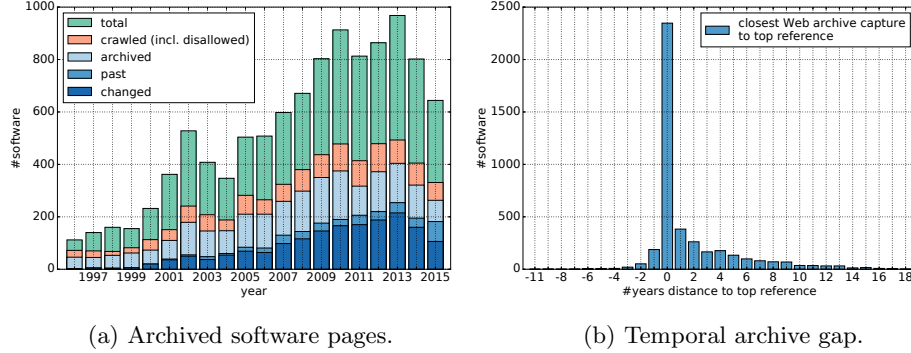 1000
800
600
400
200
0
#software
total
crawled (incl. disallowed)
archived
past
changed
1997 1999 2001 2003 2005 2007 2009 2011 2013 2015
year
(a) Archived software pages.
2500
2000
1500
1000
500
0
#software
closest Web archive capture
to top reference
-11 -8 -6 -4 -2 0 2 4 6 8 10 12 14 16 18
#years distance to top reference
(b) Temporal archive gap.